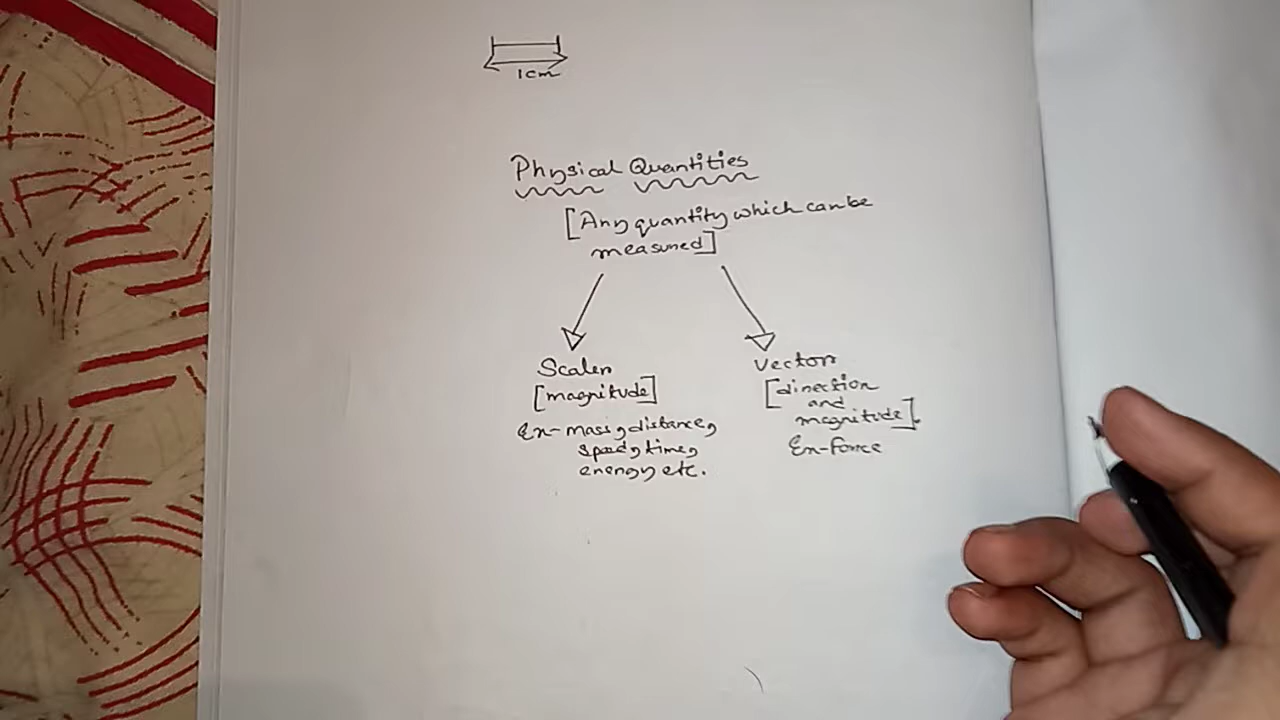 1cm
Physical Quantities
[Any quantity which can be
measured]
Scaler
[magnitude]
Ex- mass, distance,
speed, time,
energy etc.
Vector
[direction
and
magnitude].
Ex-Force